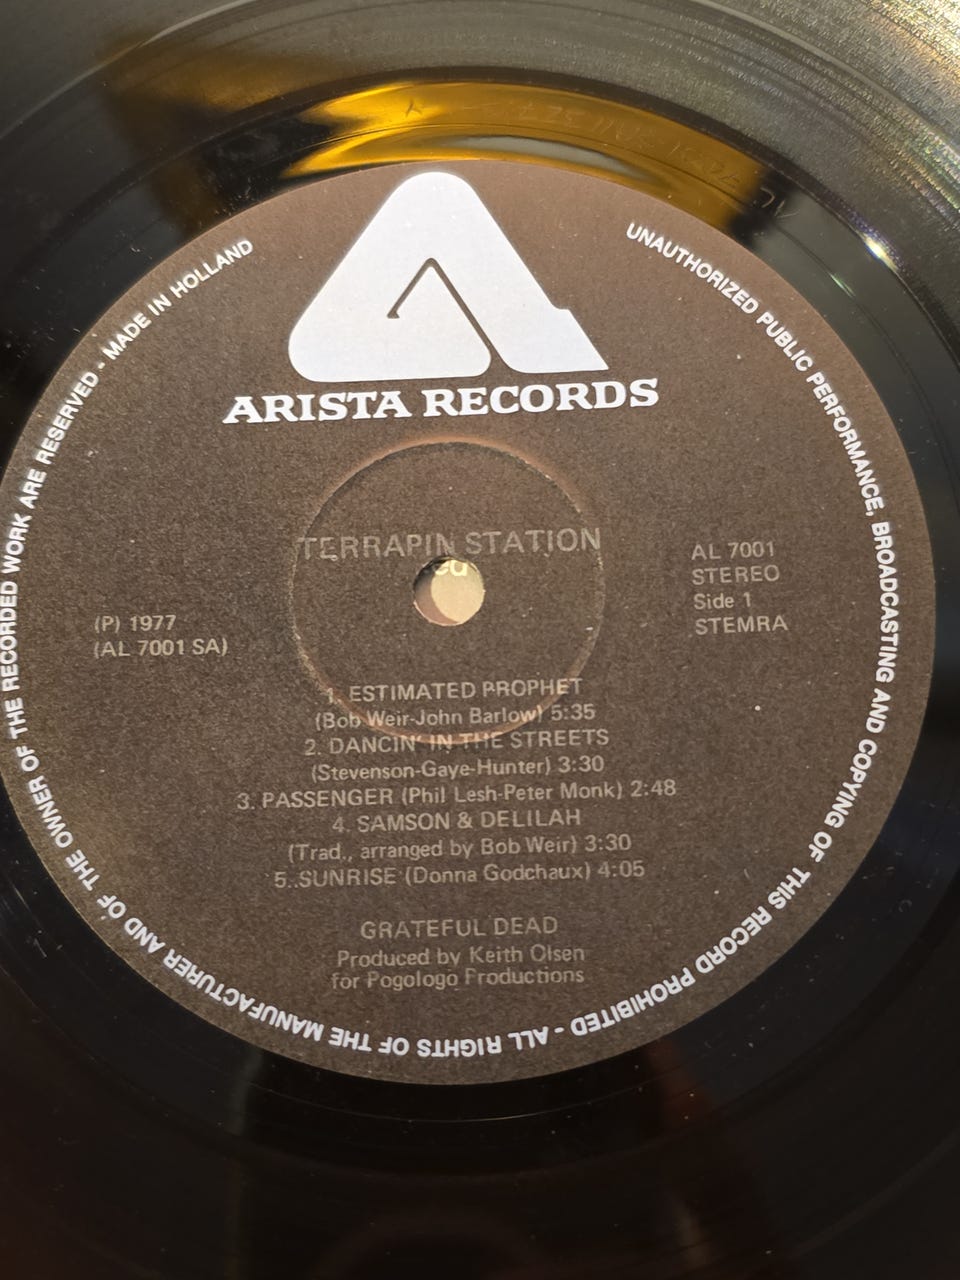 ARISTA RECORDS
UNAUTHORIZED PUBLIC PERFORMANCE, BROADCASTING AND COPYING OF THIS RECORD PROHIBITED - ALL RIGHTS OF THE MANUFACTURER AND OF THE OWNER OF THE RECORDED WORK ARE RESERVED - MADE IN HOLLAND
TERRAPIN STATION
AL 7001
STEREO
Side 1
STEMRA
(P) 1977
(AL 7001 SA)
1. ESTIMATED PROPHET
(Bob Weir-John Barlow) 5:35
2. DANCIN' IN THE STREETS
(Stevenson-Gaye-Hunter) 3:30
3. PASSENGER (Phil Lesh-Peter Monk) 2:48
4. SAMSON & DELILAH
(Trad., arranged by Bob Weir) 3:30
5. SUNRISE (Donna Godchaux) 4:05
GRATEFUL DEAD
Produced by Keith Olsen
for Pogologo Productions